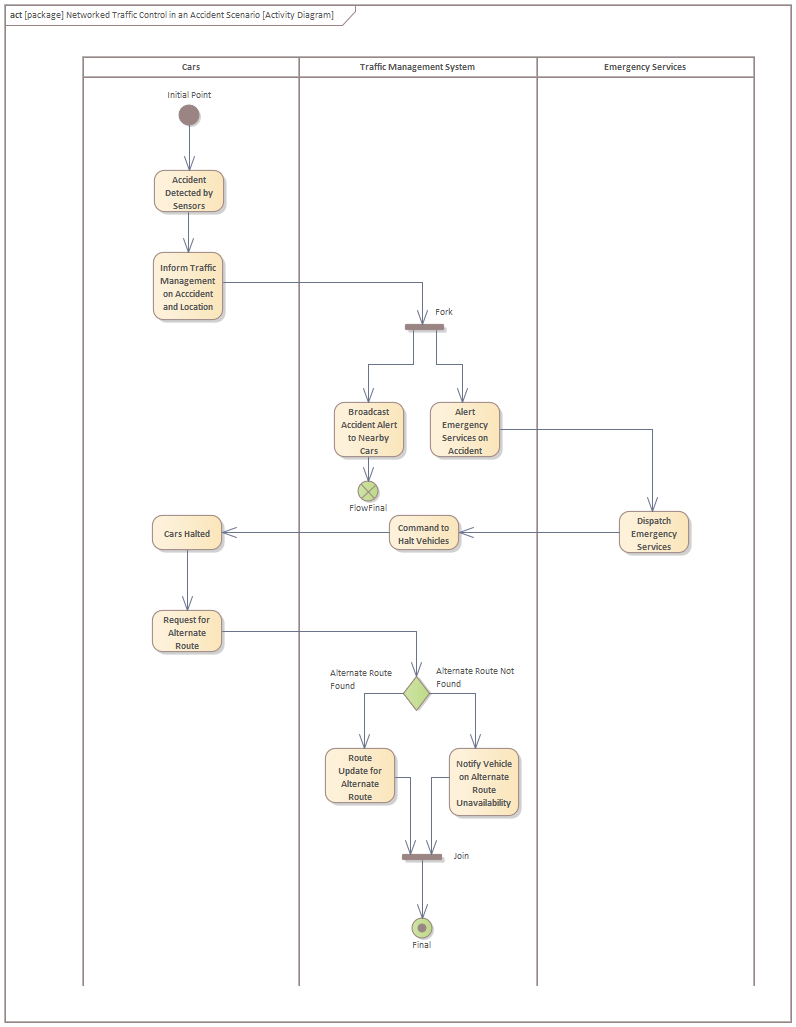 act [package] Networked Traffic Control in an Accident Scenario [Activity Diagram]
Cars
Traffic Management System
Emergency Services
Initial Point
Accident
Detected by
Sensors
Inform Traffic
Management
on Acccident
and Location
Fork
Broadcast
Accident Alert
to Nearby
Cars
Alert
Emergency
Services on
Accident
FlowFinal
Cars Halted
Command to
Halt Vehicles
Dispatch
Emergency
Services
Request for
Alternate
Route
Alternate Route
Found
Alternate Route Not
Found
Route
Update for
Alternate
Route
Notify Vehicle
on Alternate
Route
Unavailability
Join
Final